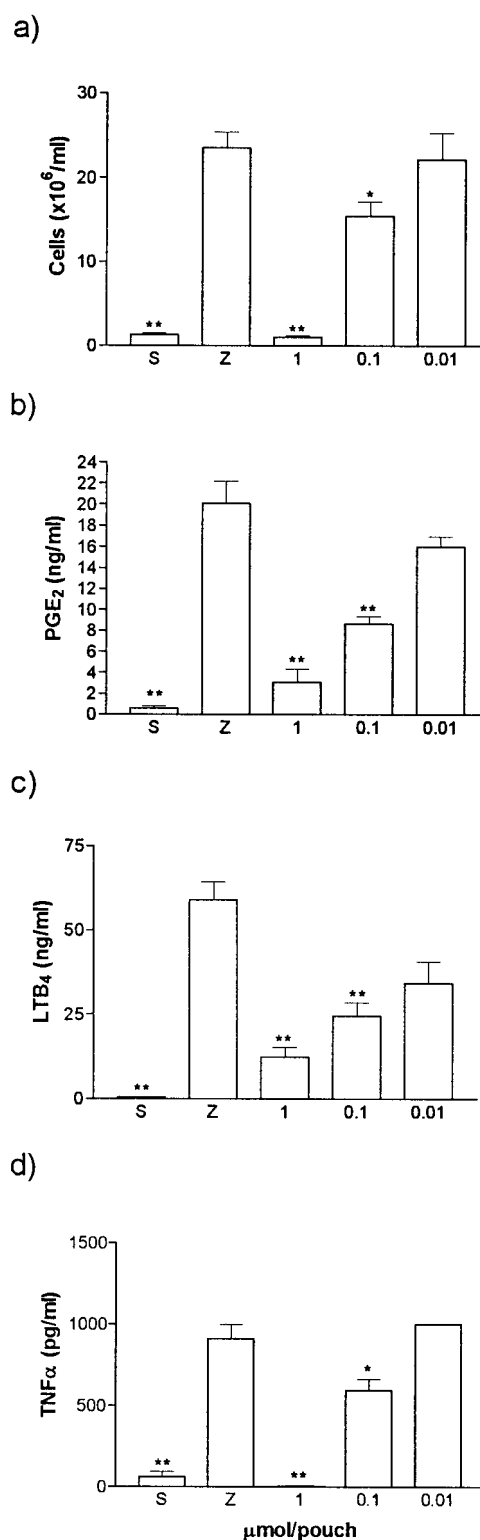 a)
Cells (x10⁶/ml)
30
20
10
0
**
**
*
S Z 1 0.1 0.01
b)
PGE₂ (ng/ml)
24
22
20
18
16
14
12
10
8
6
4
2
0
**
**
**
S Z 1 0.1 0.01
c)
LTB₄ (ng/ml)
75
50
25
0
**
**
**
S Z 1 0.1 0.01
d)
TNFα (pg/ml)
1500
1000
500
0
**
**
*
S Z 1 0.1 0.01
μmol/pouch